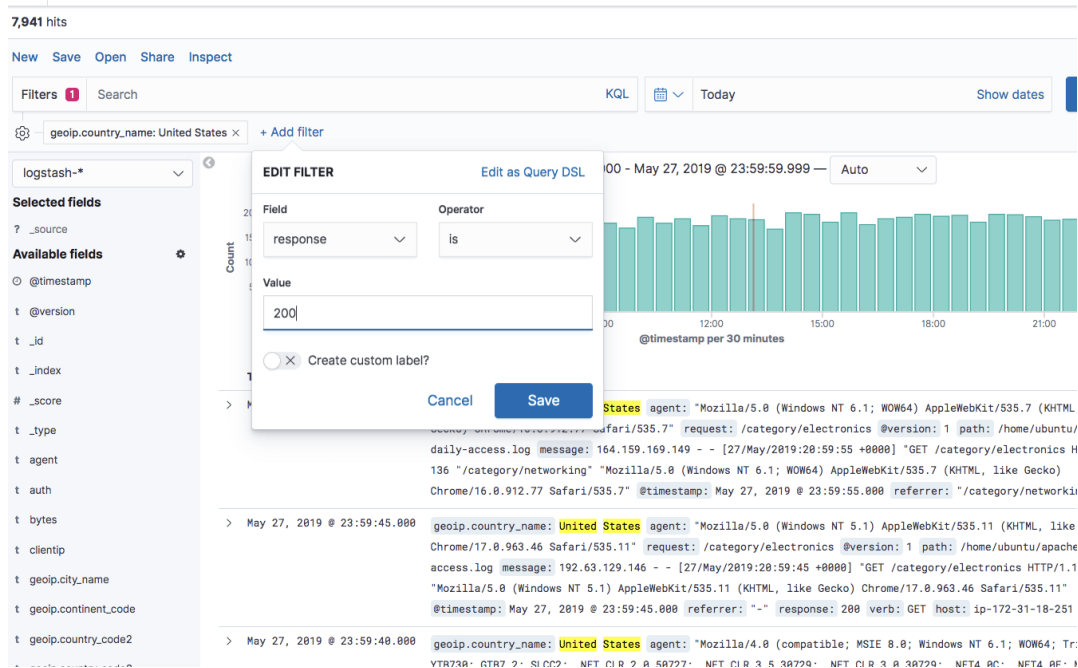 7,941 hits
New Save Open Share Inspect
Filters 1 Search KQL Today Show dates
geoip.country_name: United States × + Add filter
logstash-*
EDIT FILTER Edit as Query DSL
00 - May 27, 2019 @ 23:59:59.999 — Auto
Selected fields
? _source
Available fields
t @timestamp
t @version
t _id
t _index
# _score
t _type
t agent
t auth
t bytes
t clientip
t geoip.city_name
t geoip.continent_code
t geoip.country_code2
Field Operator
response is
Value
200
Create custom label?
Cancel Save
Count
12:00 15:00 18:00 21:00
@timestamp per 30 minutes
States agent: "Mozilla/5.0 (Windows NT 6.1; WOW64) AppleWebKit/535.7 (KHTML
Safari/535.7" request: /category/electronics @version: 1 path: /home/ubuntu/
daily-access.log message: 164.159.169.149 - - [27/May/2019:20:59:55 +0000] "GET /category/electronics H
136 "/category/networking" "Mozilla/5.0 (Windows NT 6.1; WOW64) AppleWebKit/535.7 (KHTML, like Gecko)
Chrome/16.0.912.77 Safari/535.7" @timestamp: May 27, 2019 @ 23:59:55.000 referrer: "/category/networkin
May 27, 2019 @ 23:59:45.000 geoip.country_name: United States agent: "Mozilla/5.0 (Windows NT 5.1) AppleWebKit/535.11 (KHTML, like
Chrome/17.0.963.46 Safari/535.11" request: /category/electronics @version: 1 path: /home/ubuntu/apache
access.log message: 192.63.129.146 - - [27/May/2019:20:59:45 +0000] "GET /category/electronics HTTP/1.1
"Mozilla/5.0 (Windows NT 5.1) AppleWebKit/535.11 (KHTML, like Gecko) Chrome/17.0.963.46 Safari/535.11"
@timestamp: May 27, 2019 @ 23:59:45.000 referrer: "-" response: 200 verb: GET host: ip-172-31-18-251
May 27, 2019 @ 23:59:40.000 geoip.country_name: United States agent: "Mozilla/4.0 (compatible; MSIE 8.0; Windows NT 6.1; WOW64; Tri